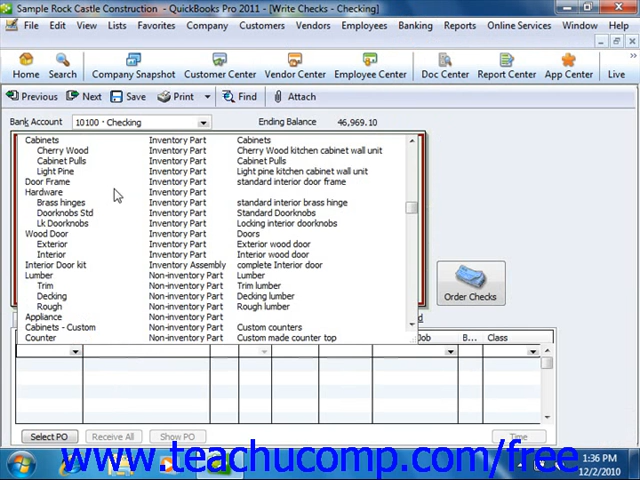 Sample Rock Castle Construction - QuickBooks Pro 2011 - [Write Checks - Checking]
File Edit View Lists Favorites Company Customers Vendors Employees Banking Reports Online Services Window Help
Home Search Company Snapshot Customer Center Vendor Center Employee Center Doc Center Report Center App Center Live
Previous Next Save Print Find Attach
Bank Account 10100 · Checking Ending Balance 46,969.10
Cabinets Inventory Part Cabinets
Cherry Wood Inventory Part Cherry Wood kitchen cabinet wall unit
Cabinet Pulls Inventory Part Cabinet Pulls
Light Pine Inventory Part Light pine kitchen cabinet wall unit
Door Frame Inventory Part standard interior door frame
Hardware Inventory Part
Brass hinges Inventory Part standard interior brass hinge
Doorknobs Std Inventory Part Standard Doorknobs
Lk Doorknobs Inventory Part Locking interior doorknobs
Wood Door Inventory Part Doors
Exterior Inventory Part Exterior wood door
Interior Inventory Part Interior wood door
Interior Door kit Inventory Assembly complete Interior door
Lumber Non-inventory Part Lumber
Trim Non-inventory Part Trim lumber
Decking Non-inventory Part Decking lumber
Rough Non-inventory Part Rough lumber
Appliance Non-inventory Part
Cabinets - Custom Non-inventory Part Custom counters
Counter Non-inventory Part Custom made counter top
Order Checks
Job B... Class
Select PO Receive All Show PO Time
www.teachucomp.com/free
1:36 PM
12/2/2010